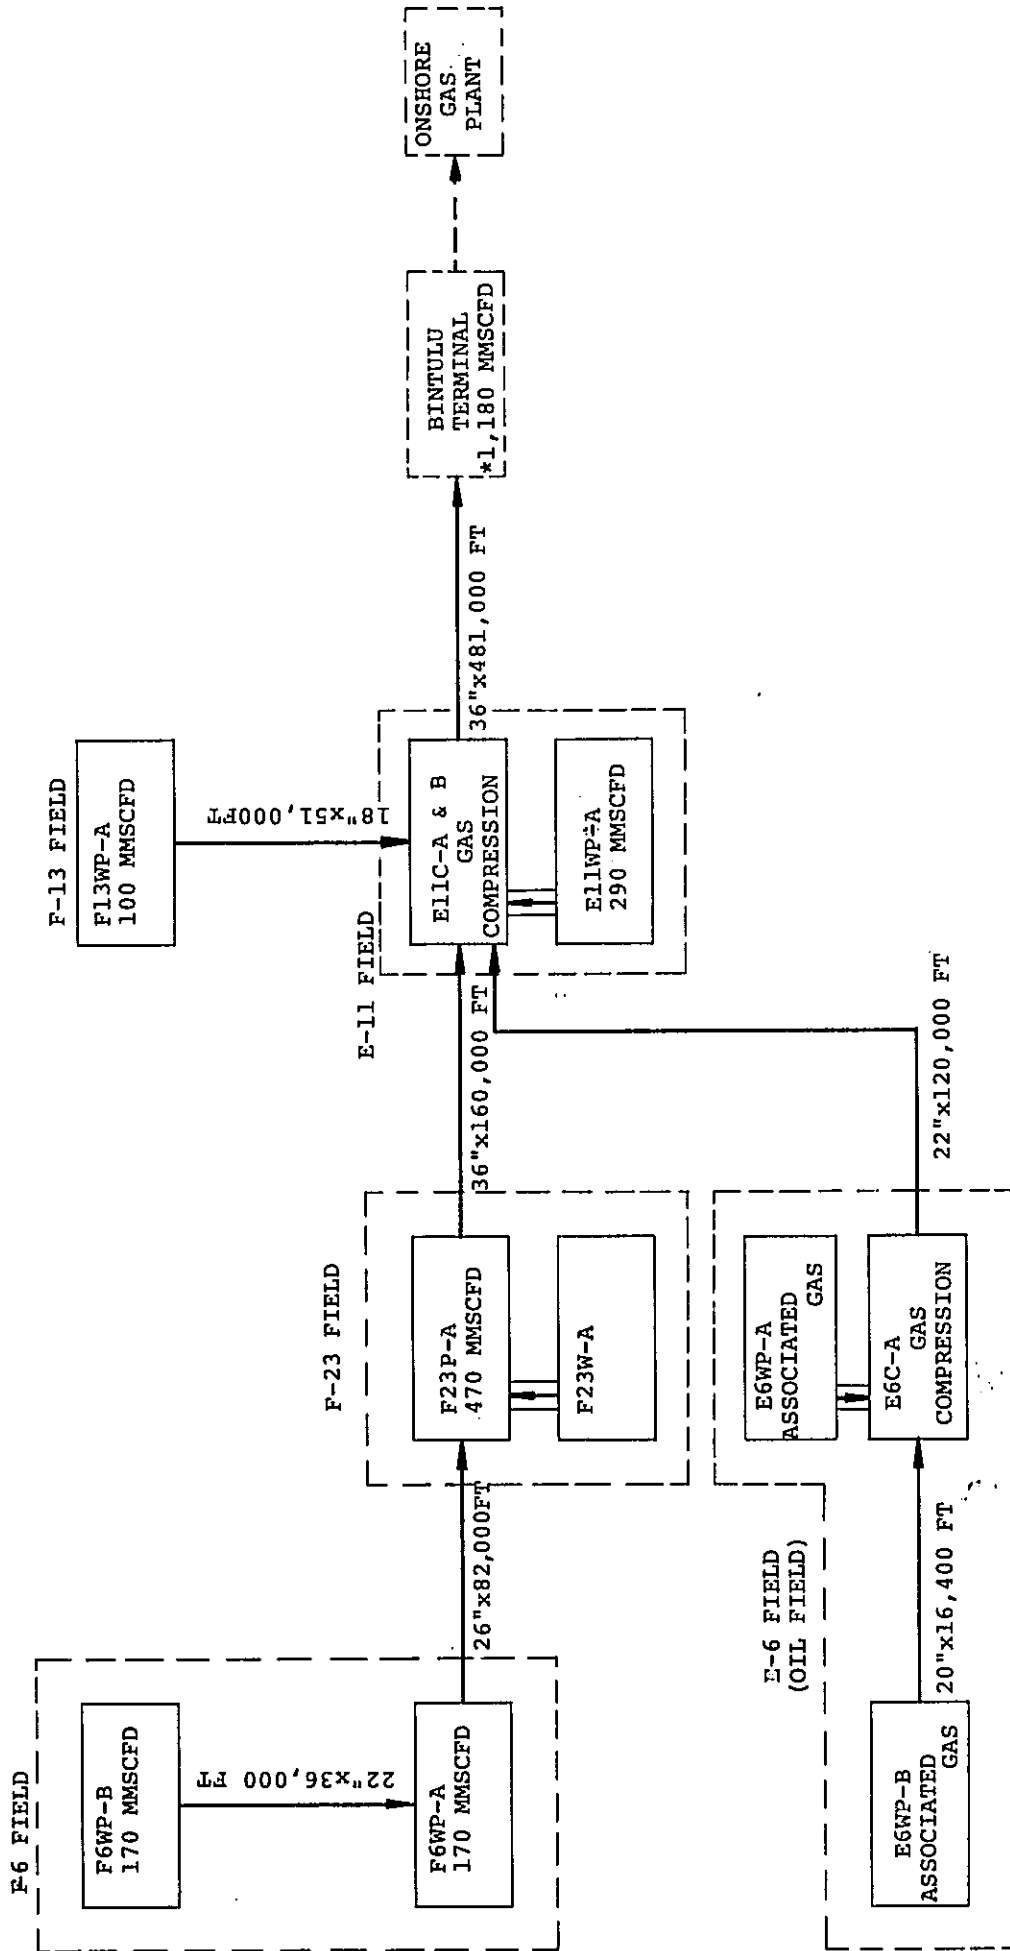 F-6 FIELD
F6WP-B
170 MMSCFD
22"x36,000 FT
F6WP-A
170 MMSCFD
26"x82,000FT
F-23 FIELD
F23P-A
470 MMSCFD
F23W-A
36"x160,000 FT
E-6 FIELD
(OIL FIELD)
E6WP-B
ASSOCIATED
GAS
20"x16,400 FT
E6WP-A
ASSOCIATED
GAS
E6C-A
GAS
COMPRESSION
22"x120,000 FT
F-13 FIELD
F13WP-A
100 MMSCFD
18"x51,000FT
E-11 FIELD
E11C-A & B
GAS
COMPRESSION
E11WP-A
290 MMSCFD
36"x481,000 FT
BINTULU
TERMINAL
*1,180 MMSCFD
ONSHORE
GAS
PLANT